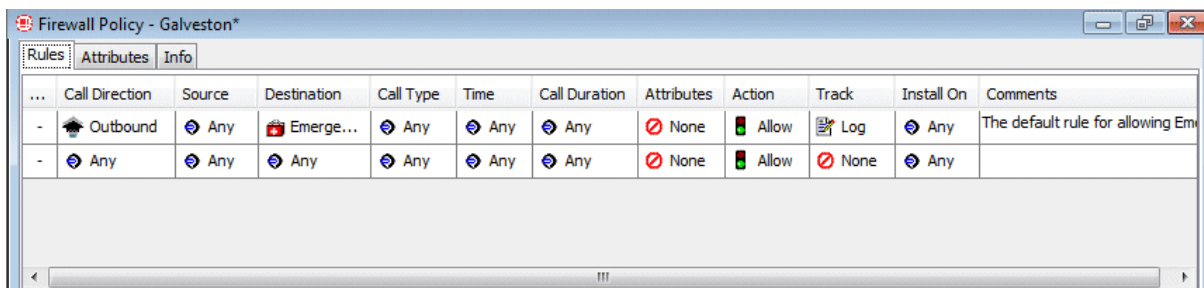 Firewall Policy - Galveston*
Rules Attributes Info
... Call Direction Source Destination Call Type Time Call Duration Attributes Action Track Install On Comments
- Outbound Any Emerge... Any Any Any None Allow Log Any The default rule for allowing Em
- Any Any Any Any Any Any None Allow None Any